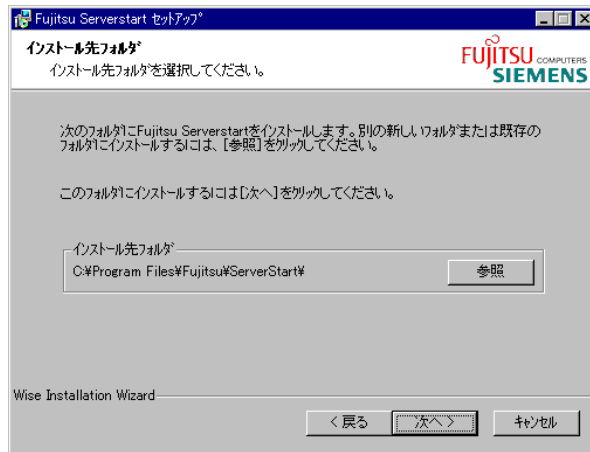 Fujitsu Serverstart ｾｯﾄｱｯﾌﾟ
ｲﾝｽﾄｰﾙ先ﾌｫﾙﾀﾞ
ｲﾝｽﾄｰﾙ先ﾌｫﾙﾀﾞを選択してください。
FUJITSU COMPUTERS
SIEMENS
次のﾌｫﾙﾀﾞにFujitsu Serverstartをｲﾝｽﾄｰﾙします。別の新しいﾌｫﾙﾀﾞまたは既存の
ﾌｫﾙﾀﾞにｲﾝｽﾄｰﾙするには、[参照]をｸﾘｯｸしてください。
このﾌｫﾙﾀﾞにｲﾝｽﾄｰﾙするには[次へ]をｸﾘｯｸしてください。
ｲﾝｽﾄｰﾙ先ﾌｫﾙﾀﾞ
C:¥Program Files¥Fujitsu¥ServerStart¥
参照
Wise Installation Wizard
< 戻る
次へ >
ｷｬﾝｾﾙ